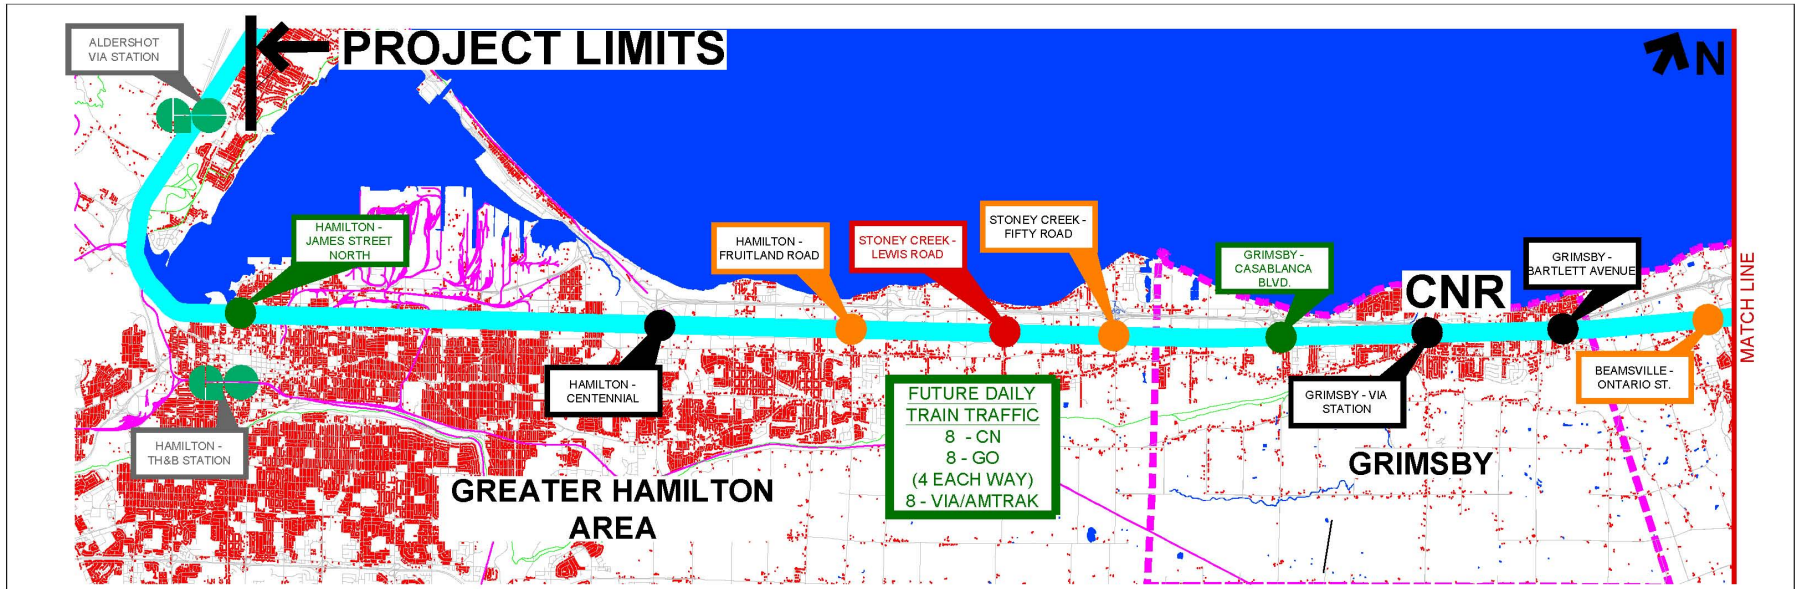 ALDERSHOT
VIA STATION
PROJECT LIMITS
N
HAMILTON -
JAMES STREET
NORTH
HAMILTON -
FRUITLAND ROAD
STONEY CREEK -
LEWIS ROAD
STONEY CREEK -
FIFTY ROAD
GRIMSBY -
CASABLANCA
BLVD.
CNR
GRIMSBY -
BARTLETT AVENUE
MATCH LINE
HAMILTON -
CENTENNIAL
FUTURE DAILY
TRAIN TRAFFIC
8 - CN
8 - GO
(4 EACH WAY)
8 - VIA/AMTRAK
GRIMSBY - VIA
STATION
BEAMSVILLE -
ONTARIO ST.
HAMILTON -
TH&B STATION
GREATER HAMILTON
AREA
GRIMSBY